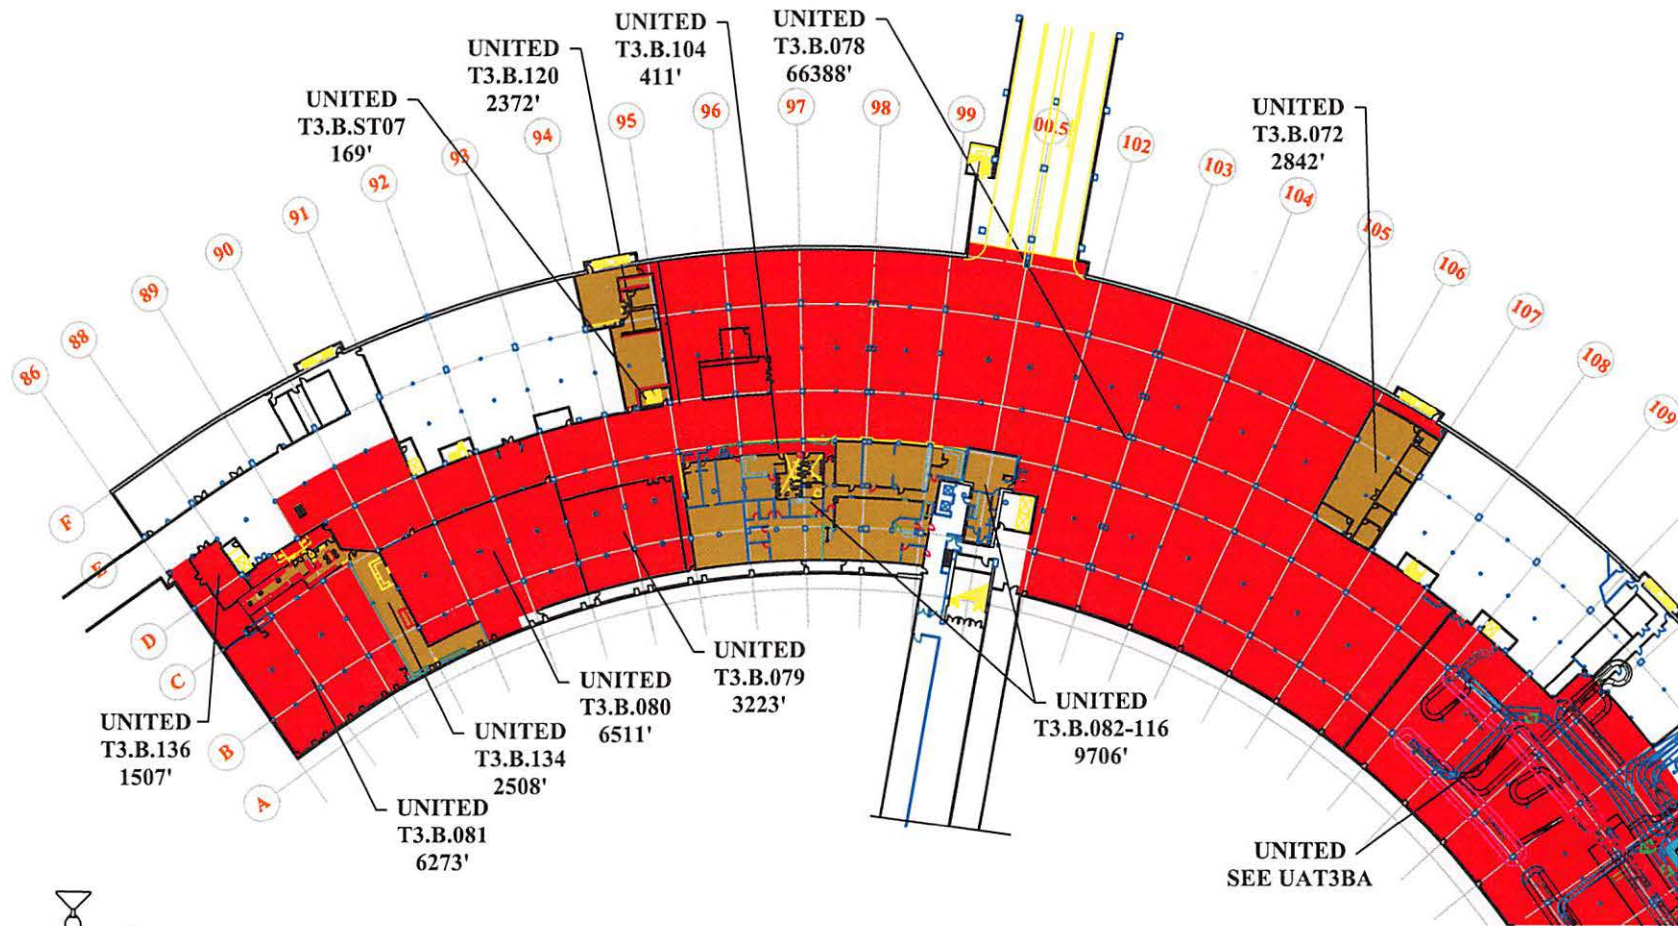 UNITED
T3.B.ST07
169'
UNITED
T3.B.120
2372'
UNITED
T3.B.104
411'
UNITED
T3.B.078
66388'
UNITED
T3.B.072
2842'
86
88
89
90
91
92
93
94
95
96
97
98
99
00.5
102
103
104
105
106
107
108
109
F
E
D
C
B
A
UNITED
T3.B.136
1507'
UNITED
T3.B.081
6273'
UNITED
T3.B.134
2508'
UNITED
T3.B.080
6511'
UNITED
T3.B.079
3223'
UNITED
T3.B.082-116
9706'
UNITED
SEE UAT3BA